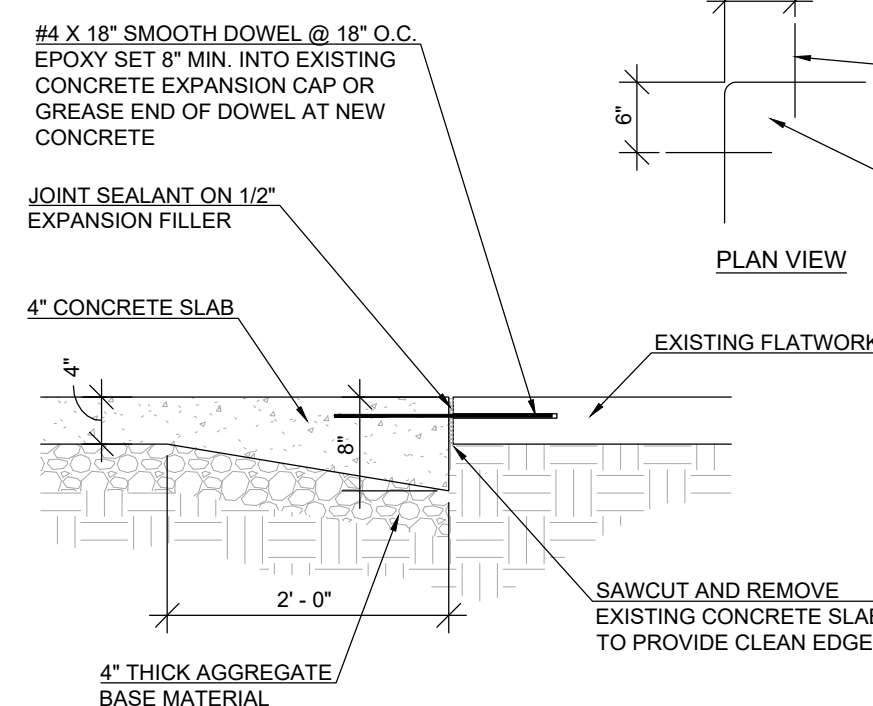 #4 X 18" SMOOTH DOWEL @ 18" O.C.
EPOXY SET 8" MIN. INTO EXISTING
CONCRETE EXPANSION CAP OR
GREASE END OF DOWEL AT NEW
CONCRETE
6"
JOINT SEALANT ON 1/2"
EXPANSION FILLER
PLAN VIEW
4" CONCRETE SLAB
EXISTING FLATWORK
4"
8"
2' - 0"
SAWCUT AND REMOVE
EXISTING CONCRETE SLAB
TO PROVIDE CLEAN EDGE
4" THICK AGGREGATE
BASE MATERIAL